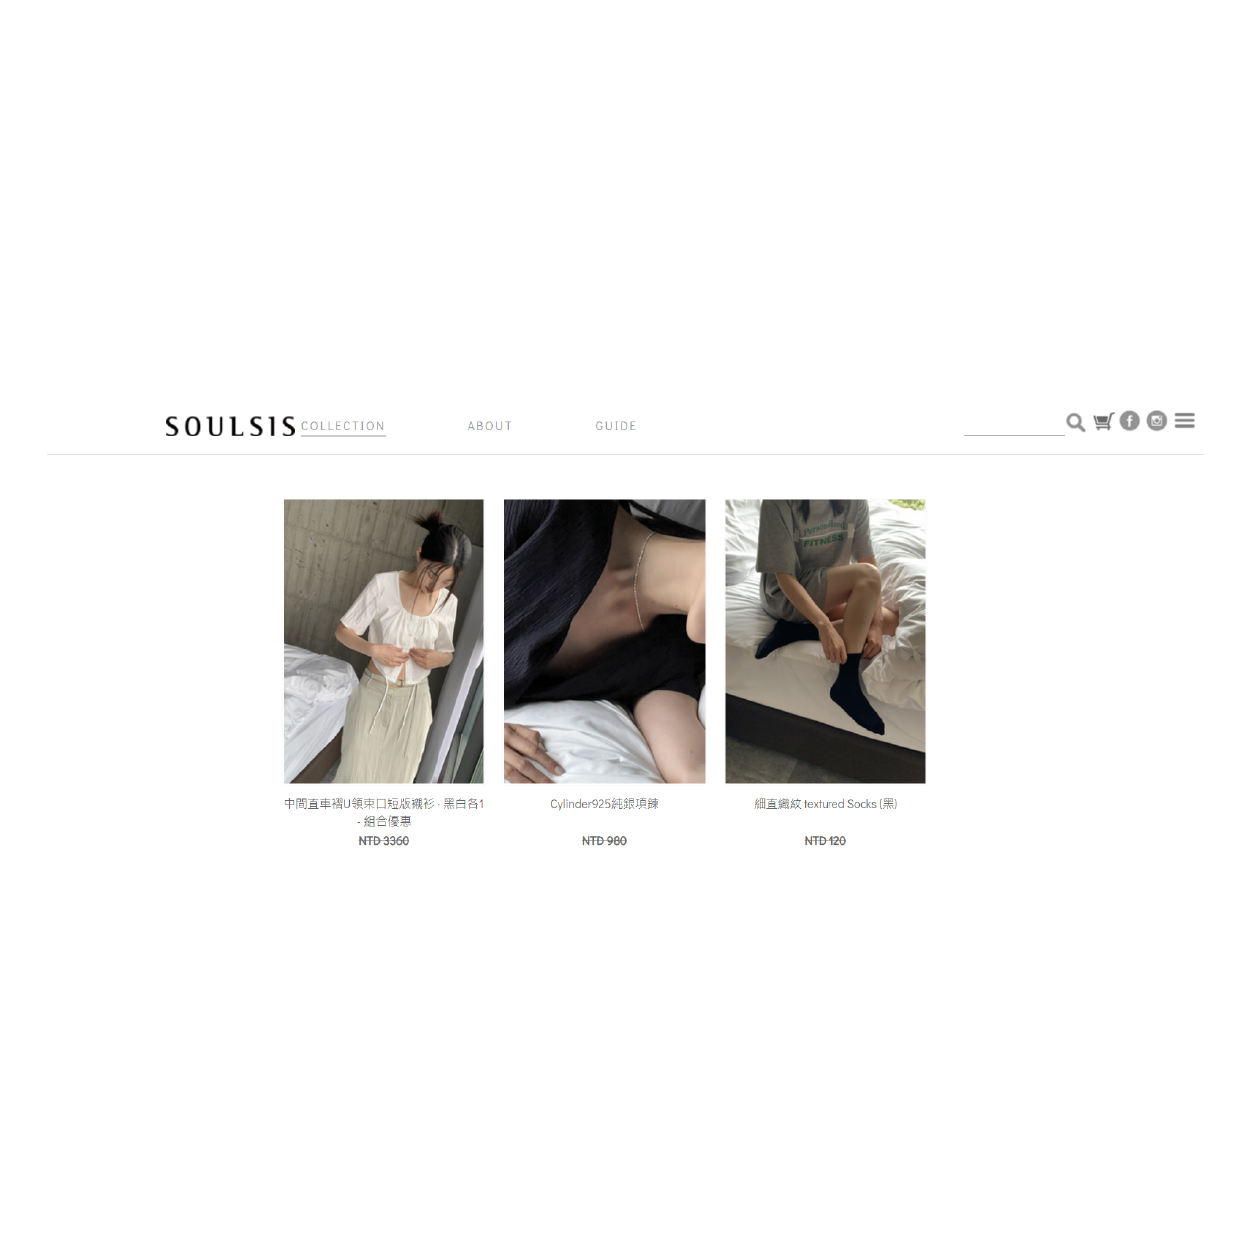 SOULSIS COLLECTION ABOUT GUIDE
FITNESS
中間直車褶U領束口短版襯衫 · 黑白各1
- 組合優惠
NTD 3360
Cylinder925純銀項鍊
NTD 980
細直織紋 textured Socks (黑)
NTD 120